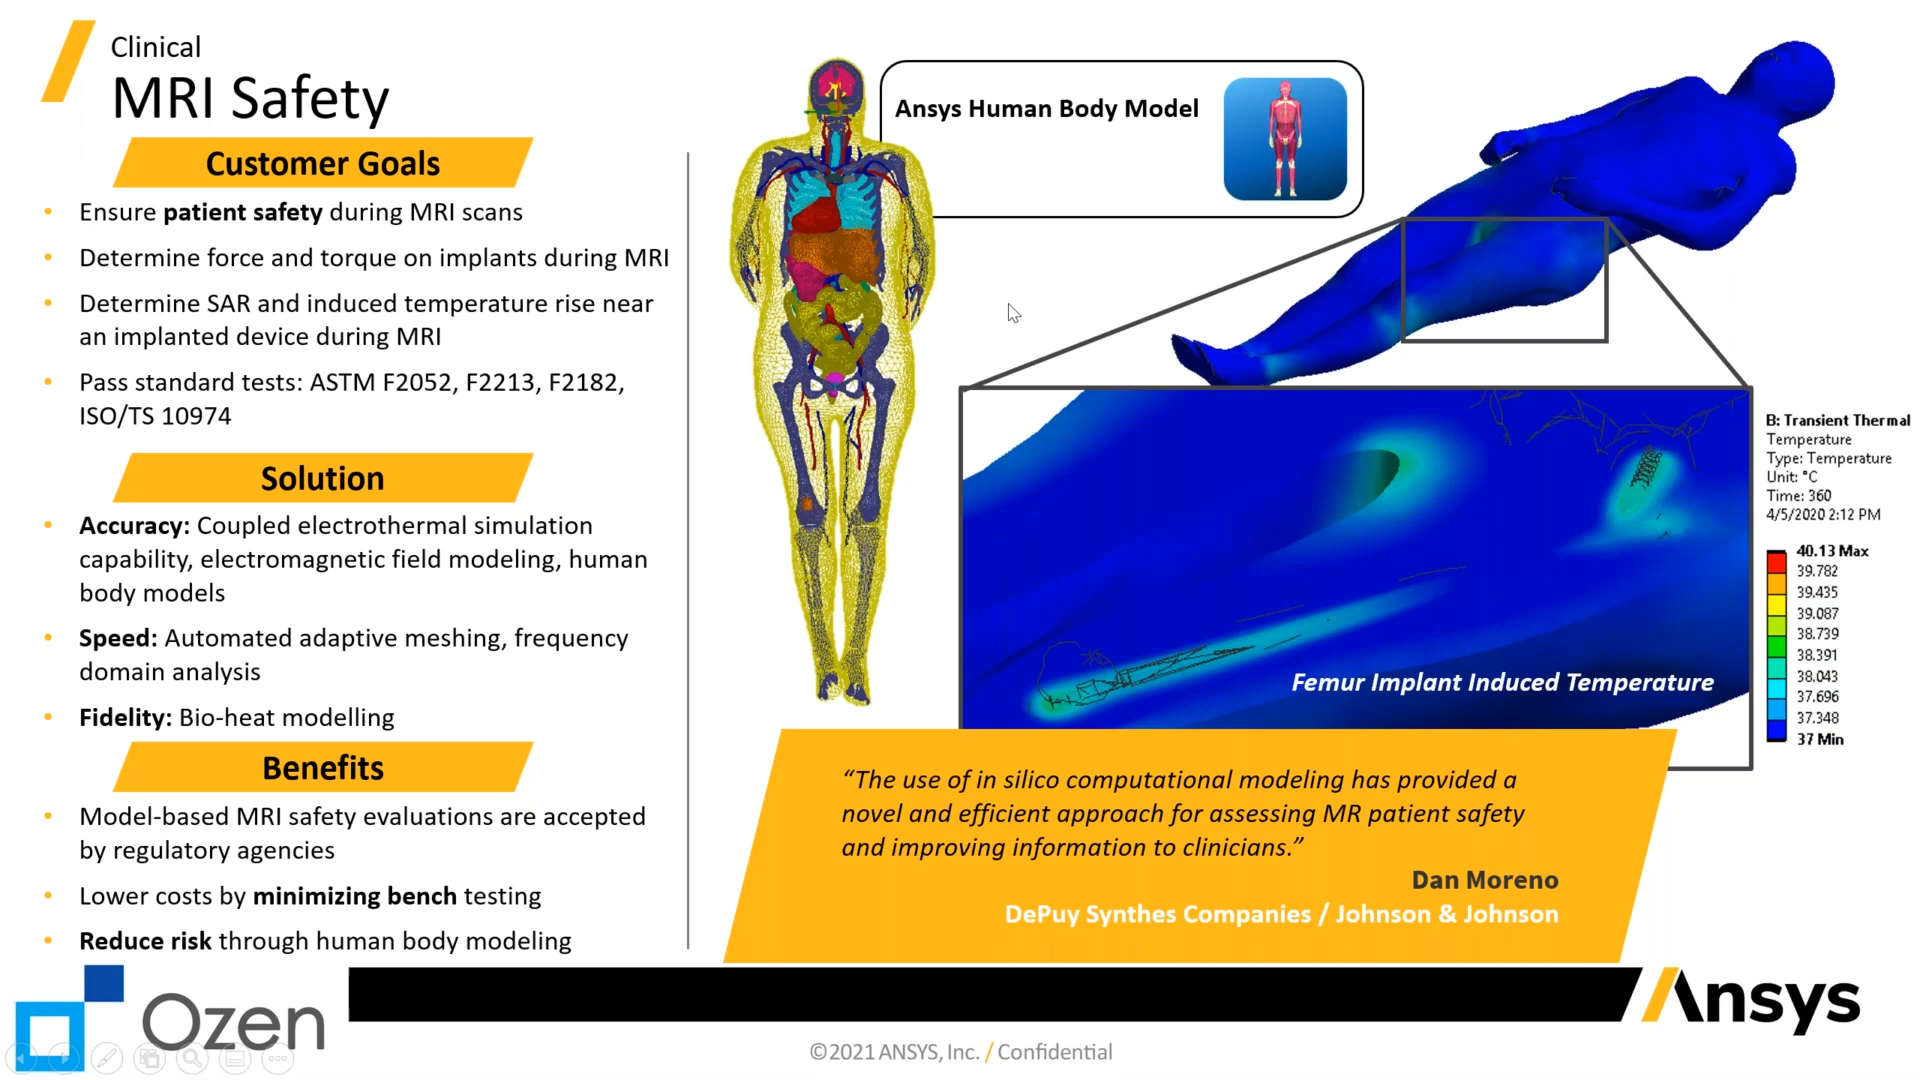 Clinical
MRI Safety
Customer Goals
• Ensure patient safety during MRI scans
• Determine force and torque on implants during MRI
• Determine SAR and induced temperature rise near
an implanted device during MRI
• Pass standard tests: ASTM F2052, F2213, F2182,
ISO/TS 10974
Solution
• Accuracy: Coupled electrothermal simulation
capability, electromagnetic field modeling, human
body models
• Speed: Automated adaptive meshing, frequency
domain analysis
• Fidelity: Bio-heat modelling
Benefits
• Model-based MRI safety evaluations are accepted
by regulatory agencies
• Lower costs by minimizing bench testing
• Reduce risk through human body modeling
Ansys Human Body Model
Femur Implant Induced Temperature
B: Transient Thermal
Temperature
Type: Temperature
Unit: °C
Time: 360
4/5/2020 2:12 PM
40.13 Max
39.782
39.435
39.087
38.739
38.391
38.043
37.696
37.348
37 Min
“The use of in silico computational modeling has provided a
novel and efficient approach for assessing MR patient safety
and improving information to clinicians.”
Dan Moreno
DePuy Synthes Companies / Johnson & Johnson
Ozen
Ansys
©2021 ANSYS, Inc. / Confidential